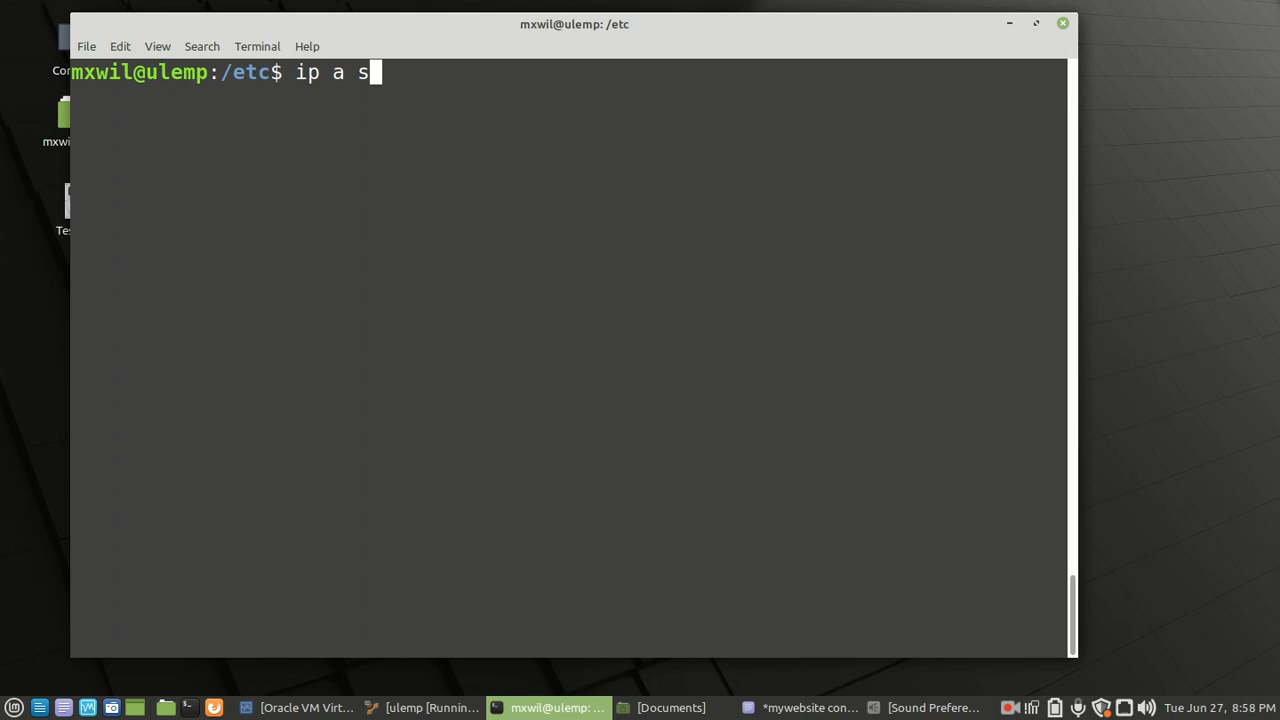 mxwil@ulemp: /etc
File Edit View Search Terminal Help
mxwil@ulemp:/etc$ ip a s
[Oracle VM Virt... [ulemp [Runnin... mxwil@ulemp: ... [Documents] *mywebsite con... [Sound Prefere... Tue Jun 27, 8:58 PM